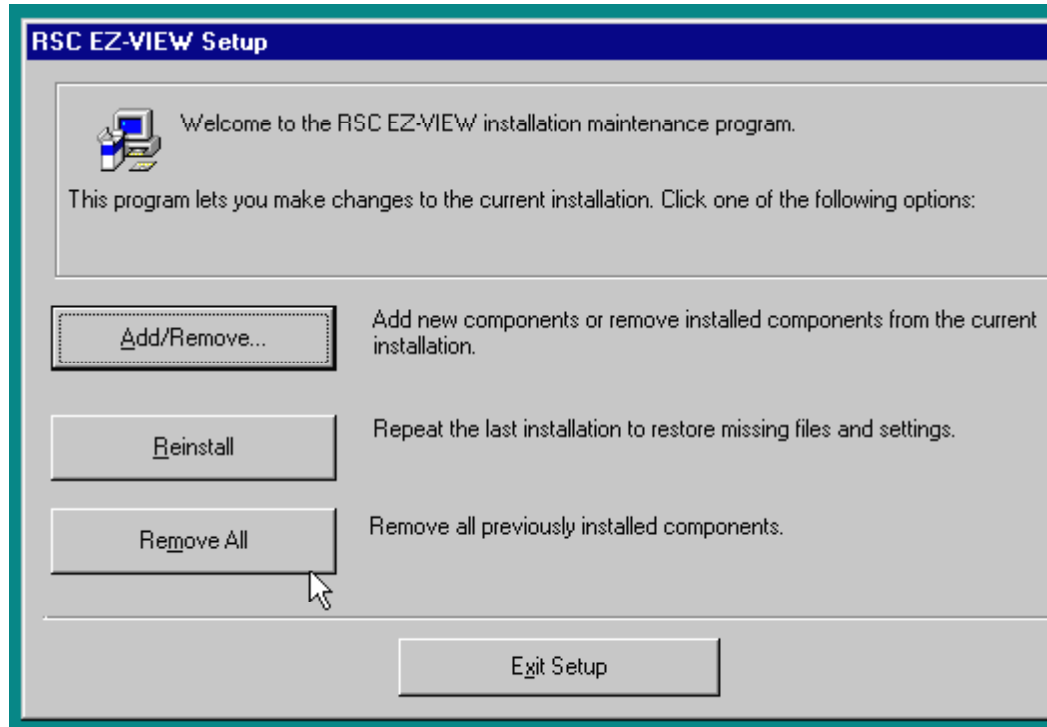 RSC EZ-VIEW Setup
Welcome to the RSC EZ-VIEW installation maintenance program.
This program lets you make changes to the current installation. Click one of the following options:
Add/Remove...
Add new components or remove installed components from the current
installation.
Reinstall
Repeat the last installation to restore missing files and settings.
Remove All
Remove all previously installed components.
Exit Setup